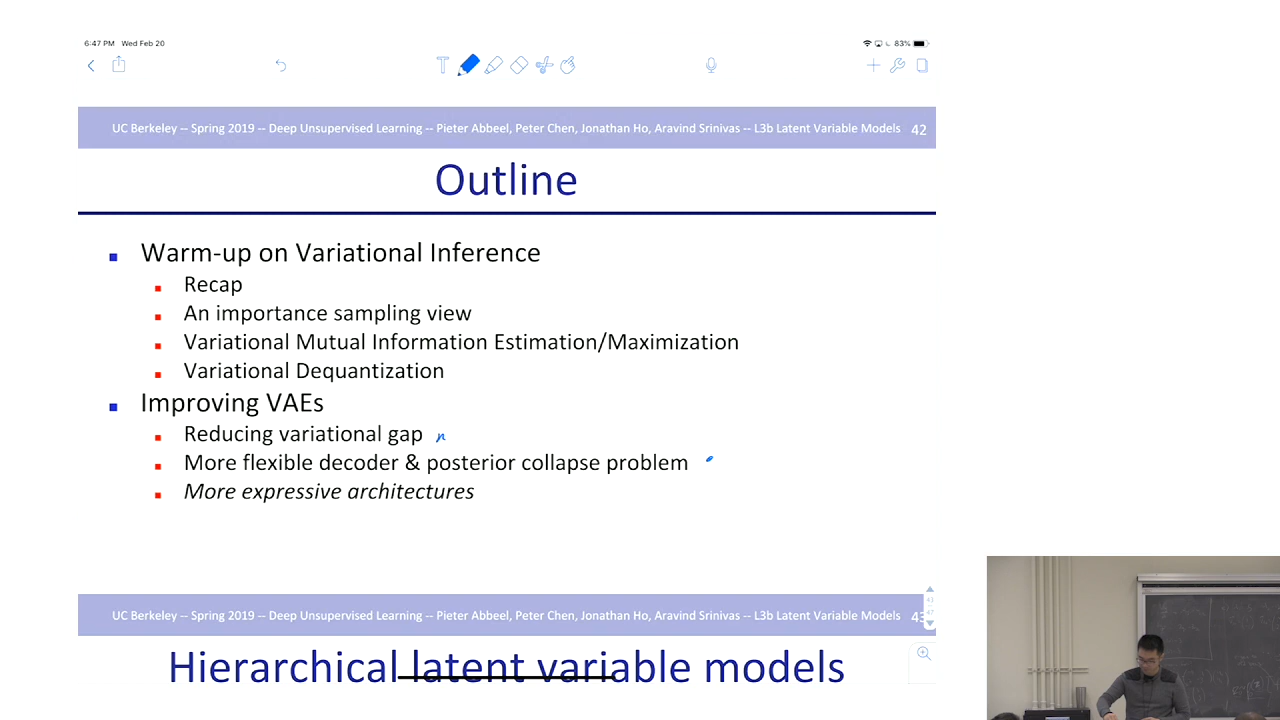 6:47 PM Wed Feb 20
83%
UC Berkeley -- Spring 2019 -- Deep Unsupervised Learning -- Pieter Abbeel, Peter Chen, Jonathan Ho, Aravind Srinivas -- L3b Latent Variable Models 42
Outline
Warm-up on Variational Inference
Recap
An importance sampling view
Variational Mutual Information Estimation/Maximization
Variational Dequantization
Improving VAEs
Reducing variational gap
More flexible decoder & posterior collapse problem
More expressive architectures
UC Berkeley -- Spring 2019 -- Deep Unsupervised Learning -- Pieter Abbeel, Peter Chen, Jonathan Ho, Aravind Srinivas -- L3b Latent Variable Models
Hierarchical latent variable models